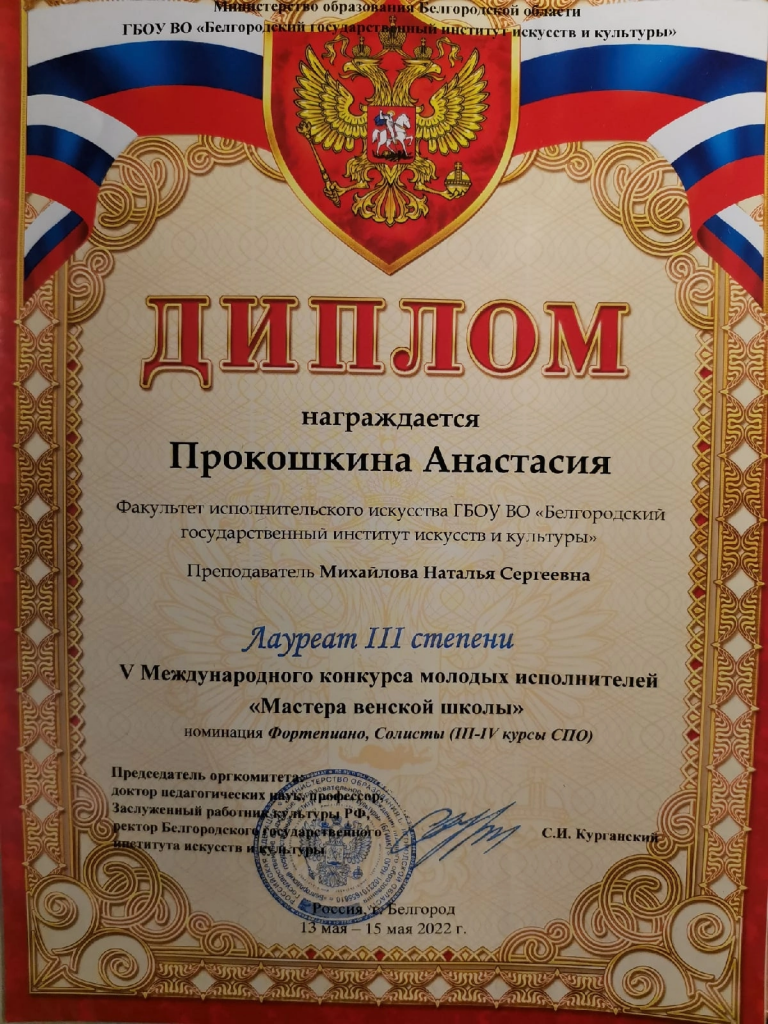 Министерство образования Белгородской области
ГБОУ ВО «Белгородский государственный институт искусств и культуры»
ДИПЛОМ
награждается
Прокошкина Анастасия
Факультет исполнительского искусства ГБОУ ВО «Белгородский
государственный институт искусств и культуры»
Преподаватель Михайлова Наталья Сергеевна
Лауреат III степени
V Международного конкурса молодых исполнителей
«Мастера венской школы»
номинация Фортепиано, Солисты (III-IV курсы СПО)
Председатель оргкомитета:
доктор педагогических наук, профессор,
Заслуженный работник культуры РФ,
ректор Белгородского государственного
института искусств и культуры
С.И. Курганский
Россия, г. Белгород
13 мая – 15 мая 2022 г.